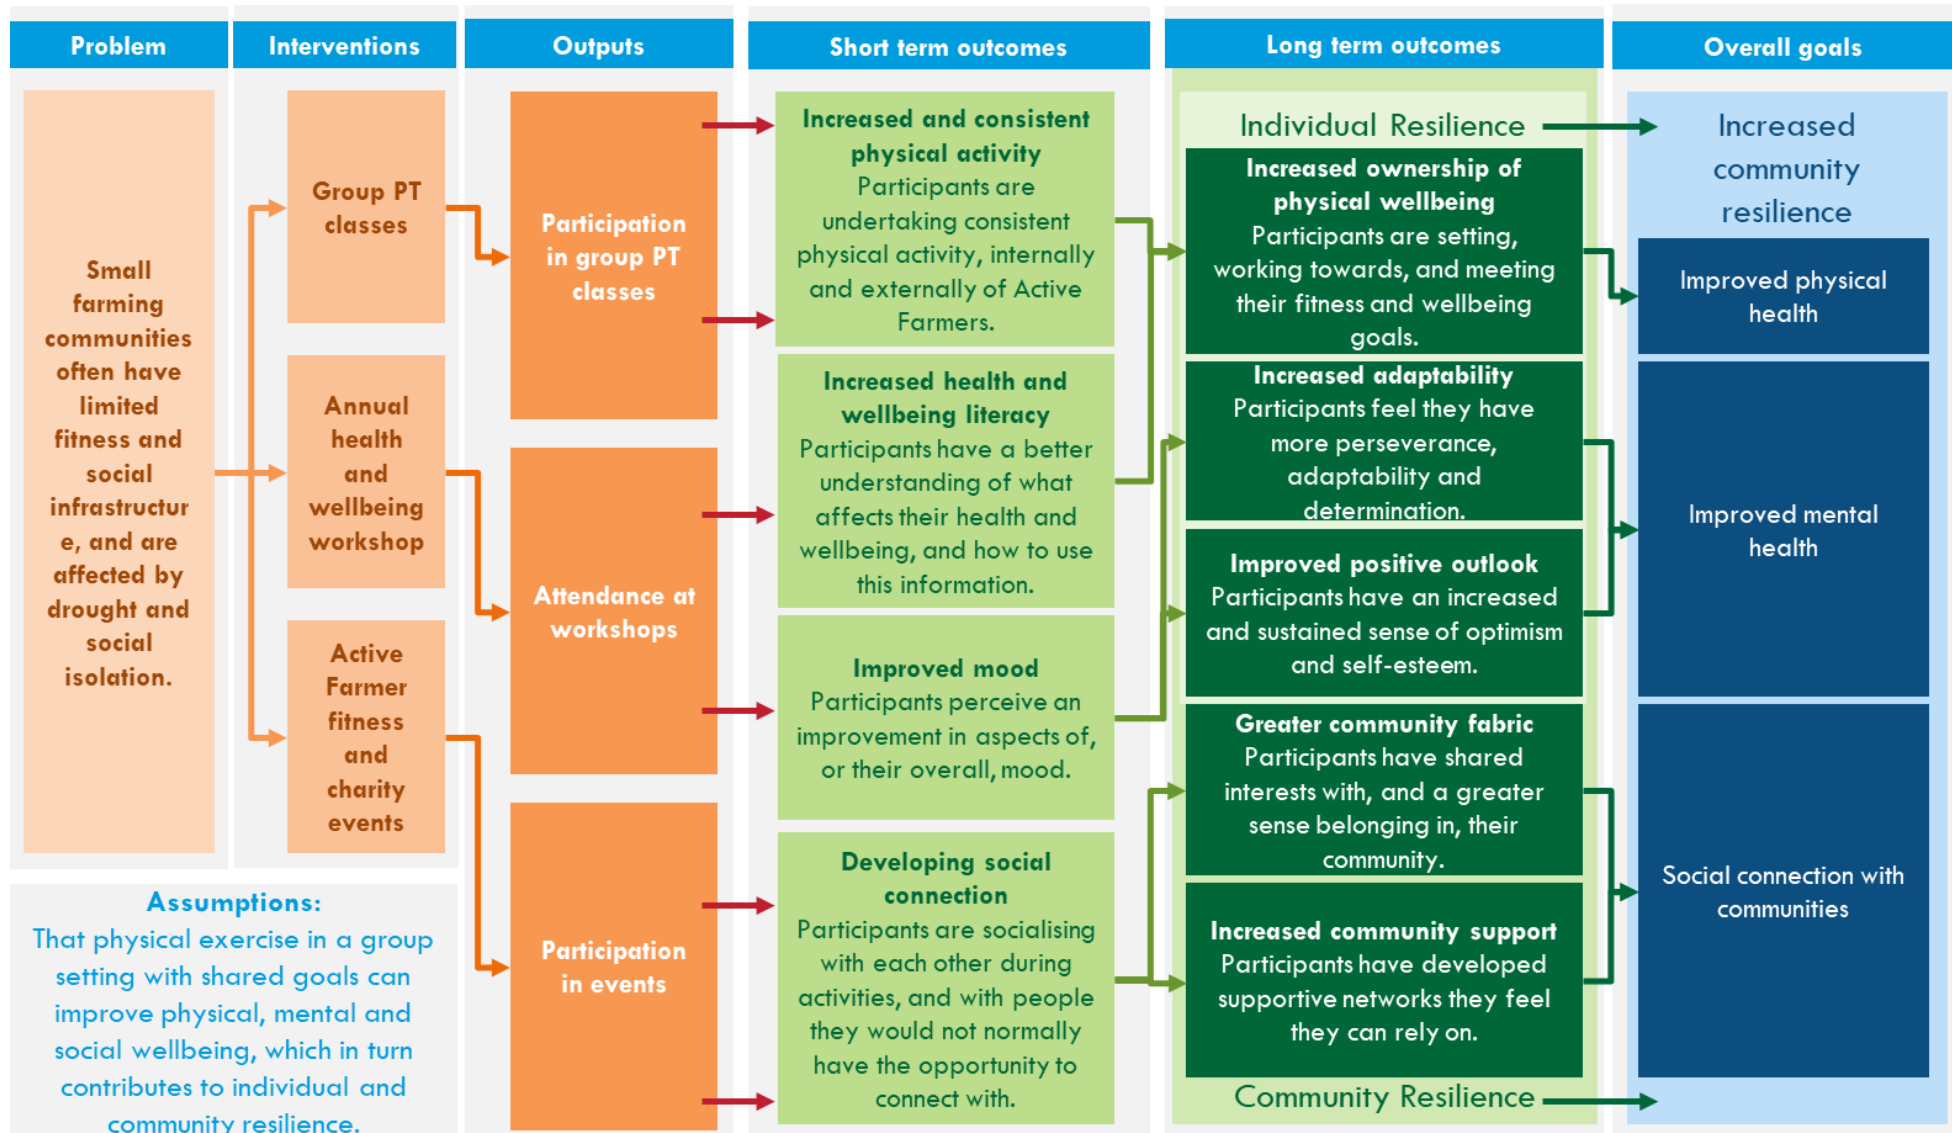 Problem
Interventions
Outputs
Short term outcomes
Long term outcomes
Overall goals
Small
farming
communities
often have
limited
fitness and
social
infrastructur
e, and are
affected by
drought and
social
isolation.
Group PT
classes
Annual
health
and
wellbeing
workshop
Active
Farmer
fitness
and
charity
events
Participation
in group PT
classes
Attendance at
workshops
Participation
in events
Increased and consistent
physical activity
Participants are
undertaking consistent
physical activity, internally
and externally of Active
Farmers.
Increased health and
wellbeing literacy
Participants have a better
understanding of what
affects their health and
wellbeing, and how to use
this information.
Improved mood
Participants perceive an
improvement in aspects of,
or their overall, mood.
Developing social
connection
Participants are socialising
with each other during
activities, and with people
they would not normally
have the opportunity to
connect with.
Individual Resilience
Increased ownership of
physical wellbeing
Participants are setting,
working towards, and meeting
their fitness and wellbeing
goals.
Increased adaptability
Participants feel they have
more perseverance,
adaptability and
determination.
Improved positive outlook
Participants have an increased
and sustained sense of optimism
and self-esteem.
Greater community fabric
Participants have shared
interests with, and a greater
sense belonging in, their
community.
Increased community support
Participants have developed
supportive networks they feel
they can rely on.
Community Resilience
Increased
community
resilience
Improved physical
health
Improved mental
health
Social connection with
communities
Assumptions:
That physical exercise in a group
setting with shared goals can
improve physical, mental and
social wellbeing, which in turn
contributes to individual and
community resilience.